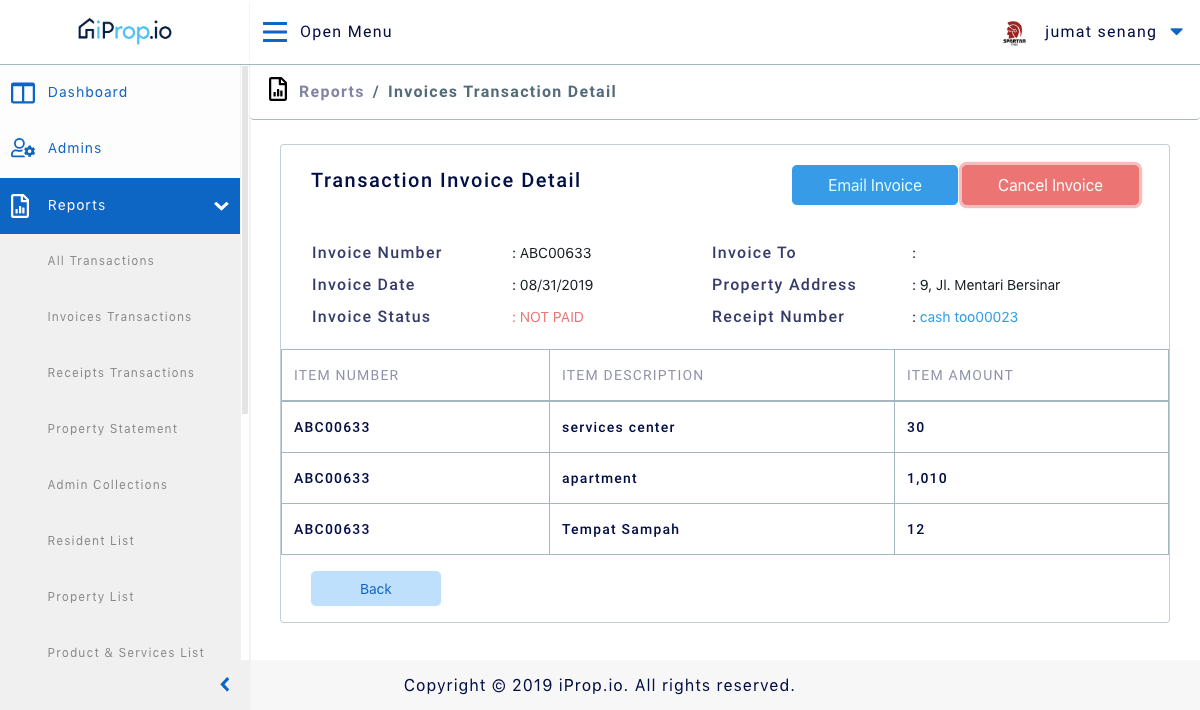 iProp.io
Open Menu
jumat senang
Dashboard
Admins
Reports
All Transactions
Invoices Transactions
Receipts Transactions
Property Statement
Admin Collections
Resident List
Property List
Product & Services List
Reports / Invoices Transaction Detail
Transaction Invoice Detail
Email Invoice
Cancel Invoice
Invoice Number : ABC00633
Invoice To :
Invoice Date : 08/31/2019
Property Address : 9, Jl. Mentari Bersinar
Invoice Status : NOT PAID
Receipt Number : cash too00023
ITEM NUMBER ITEM DESCRIPTION ITEM AMOUNT
ABC00633 services center 30
ABC00633 apartment 1,010
ABC00633 Tempat Sampah 12
Back
Copyright © 2019 iProp.io. All rights reserved.